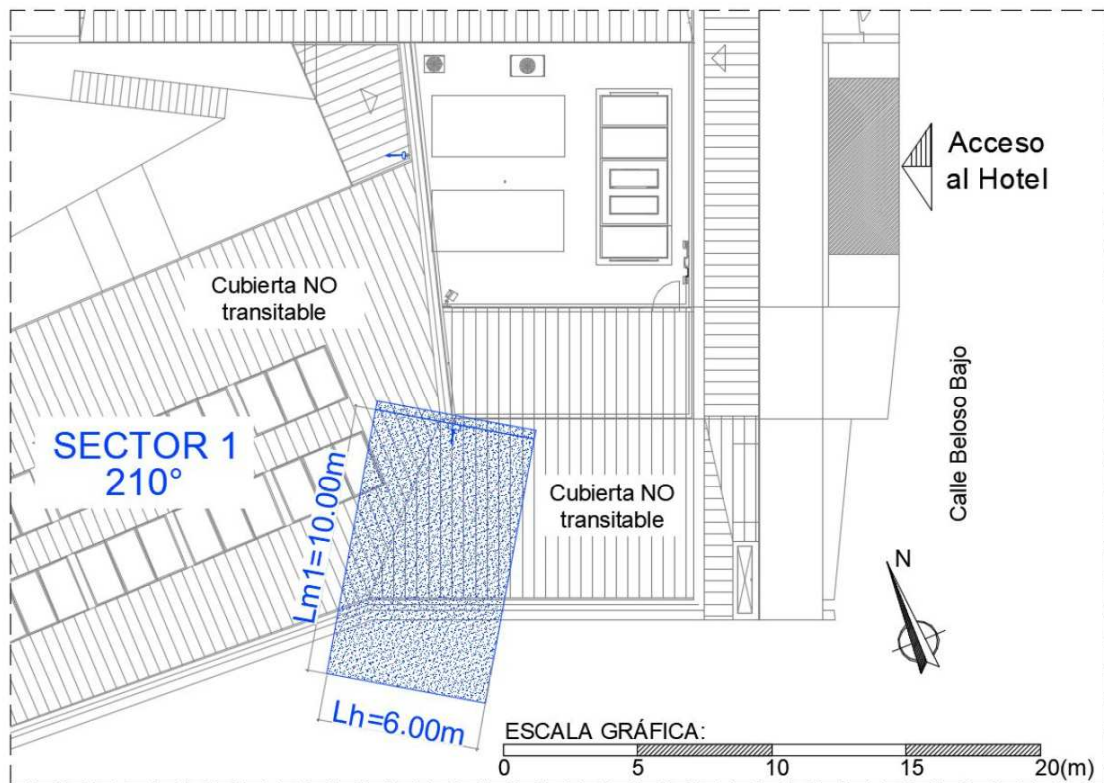 Acceso
al Hotel
Cubierta NO
transitable
Calle Beloso Bajo
SECTOR 1
210°
Lm1=10.00m
Cubierta NO
transitable
N
Lh=6.00m
ESCALA GRÁFICA:
0 5 10 15 20(m)